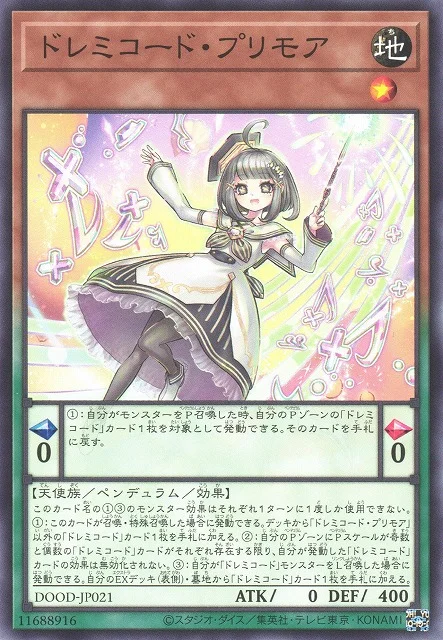 ドレミコード・プリモア
地
①:自分がモンスターをP召喚した時、自分のPゾーンの「ドレミ
コード」カード1枚を対象として発動できる。そのカードを手札
に戻す。
0
0
【天使族/ペンデュラム/効果】
このカード名の①③のモンスター効果はそれぞれ1ターンに1度しか使用できない。
①:このカードが召喚・特殊召喚した場合に発動できる。デッキから「ドレミコード・プリモア」
以外の「ドレミコード」カード1枚を手札に加える。②:自分のPゾーンにPスケールが奇数
と偶数の「ドレミコード」カードがそれぞれ存在する限り、自分が発動した「ドレミコード」
カードの効果は無効化されない。③:自分が「ドレミコード」モンスターをL召喚した場合に
発動できる。自分のEXデッキ(表側)・墓地から「ドレミコード」カード1枚を手札に加える。
DOOD-JP021
ATK/ 0 DEF/ 400
11688916
©スタジオ・ダイス/集英社・テレビ東京・KONAMI